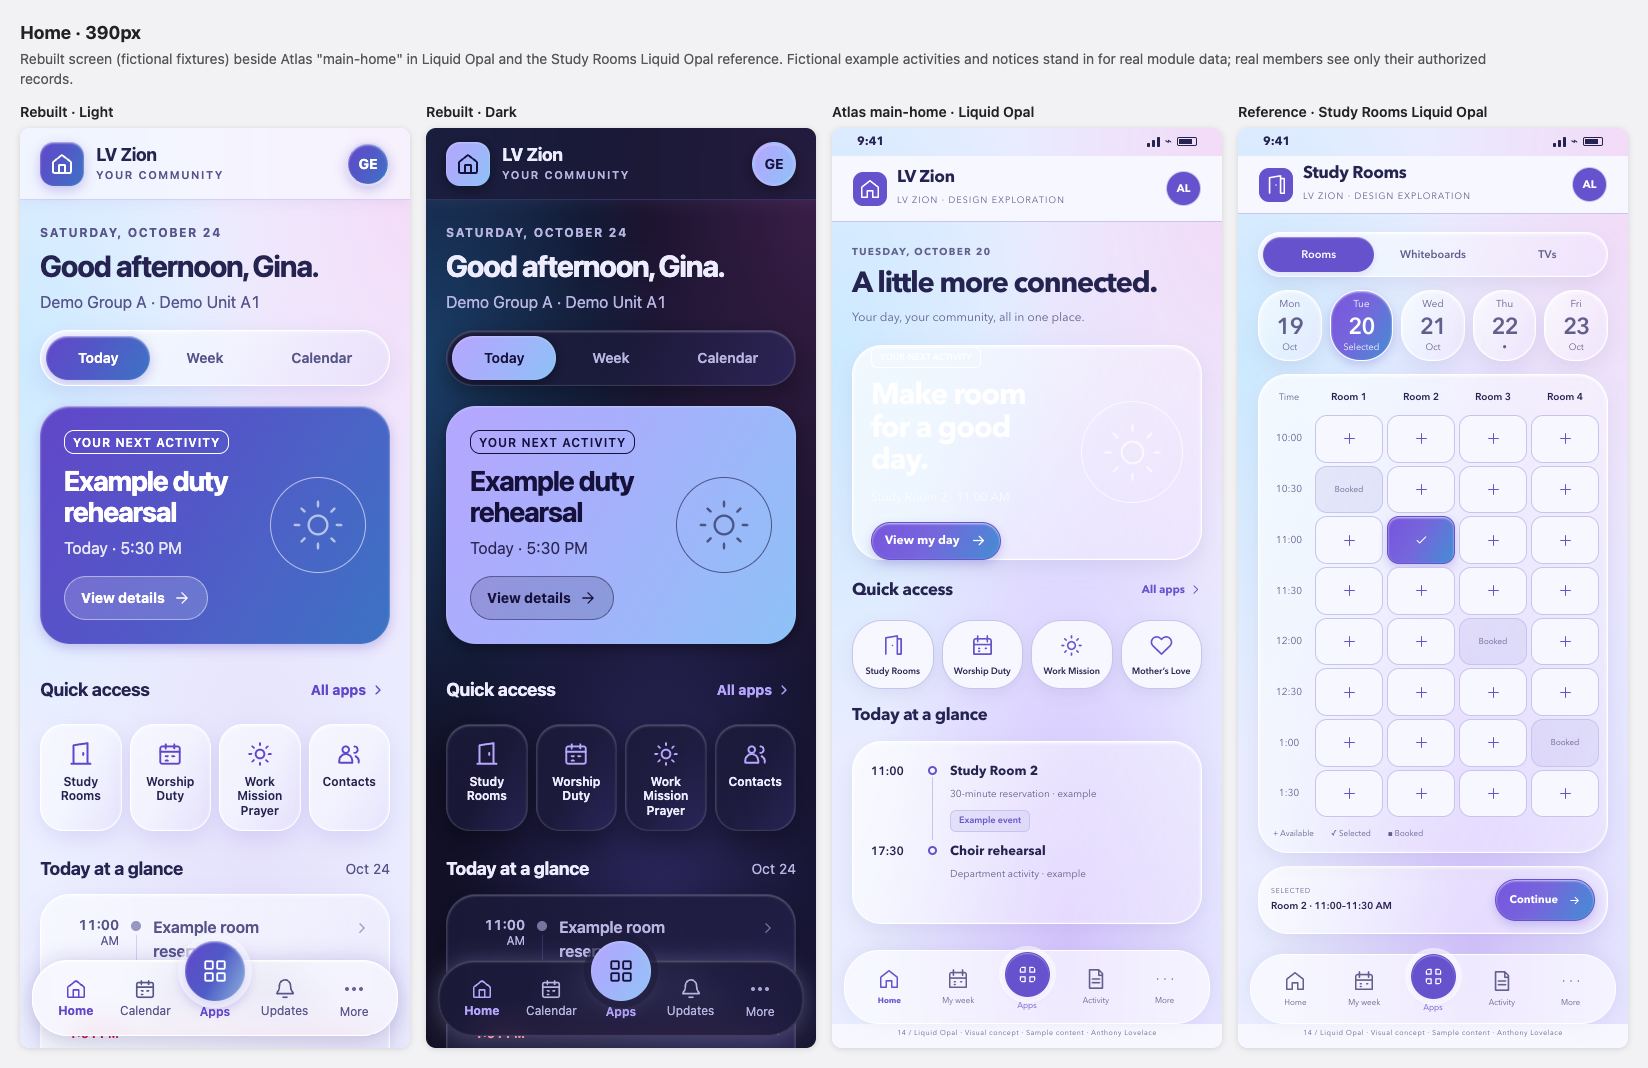 Home · 390px
Rebuilt screen (fictional fixtures) beside Atlas "main-home" in Liquid Opal and the Study Rooms Liquid Opal reference. Fictional example activities and notices stand in for real module data; real members see only their authorized
records.
Rebuilt · Light
LV Zion
YOUR COMMUNITY
GE
SATURDAY, OCTOBER 24
Good afternoon, Gina.
Demo Group A · Demo Unit A1
Today Week Calendar
YOUR NEXT ACTIVITY
Example duty
rehearsal
Today · 5:30 PM
View details
Quick access All apps
Study
Rooms
Worship
Duty
Work
Mission
Prayer
Contacts
Today at a glance Oct 24
11:00
AM
Example room
Home Calendar Apps Updates More
Rebuilt · Dark
LV Zion
YOUR COMMUNITY
GE
SATURDAY, OCTOBER 24
Good afternoon, Gina.
Demo Group A · Demo Unit A1
Today Week Calendar
YOUR NEXT ACTIVITY
Example duty
rehearsal
Today · 5:30 PM
View details
Quick access All apps
Study
Rooms
Worship
Duty
Work
Mission
Prayer
Contacts
Today at a glance Oct 24
11:00
AM
Example room
Home Calendar Apps Updates More
Atlas main-home · Liquid Opal
9:41
LV Zion
LV ZION · DESIGN EXPLORATION
AL
TUESDAY, OCTOBER 20
A little more connected.
Your day, your community, all in one place.
YOUR NEXT ACTIVITY
Make room
for a good
day.
Study Room 2 · 11:00 AM
View my day
Quick access All apps
Study Rooms Worship Duty Work Mission Mother's Love
Today at a glance
11:00 Study Room 2
30-minute reservation · example
Example event
17:30 Choir rehearsal
Department activity · example
Home My week Apps Activity More
14 / Liquid Opal · Visual concept · Sample content · Anthony Lovelace
Reference · Study Rooms Liquid Opal
9:41
Study Rooms
LV ZION · DESIGN EXPLORATION
AL
Rooms Whiteboards TVs
Mon Tue Wed Thu Fri
19 20 21 22 23
Oct Selected Oct • Oct
Time Room 1 Room 2 Room 3 Room 4
10:00 + + + +
10:30 Booked + + +
11:00 + ✓ + +
11:30 + + + +
12:00 + + Booked +
12:30 + + + +
1:00 + + + Booked
1:30 + + + +
+ Available ✓ Selected ■ Booked
SELECTED
Room 2 · 11:00–11:30 AM
Continue
Home My week Apps Activity More
14 / Liquid Opal · Visual concept · Sample content · Anthony Lovelace